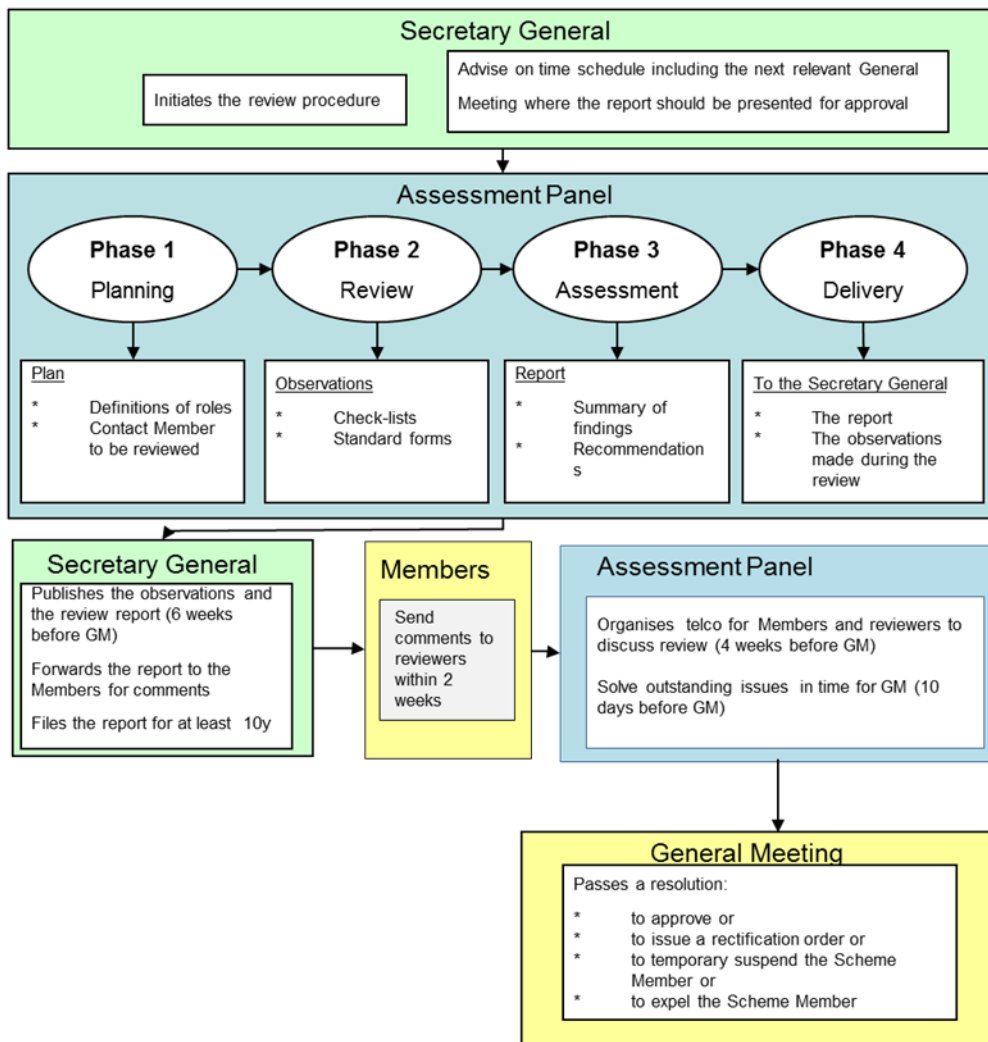 Secretary General
Initiates the review procedure
Advise on time schedule including the next relevant General
Meeting where the report should be presented for approval
Assessment Panel
Phase 1
Planning
Phase 2
Review
Phase 3
Assessment
Phase 4
Delivery
Plan
* Definitions of roles
* Contact Member
to be reviewed
Observations
* Check-lists
* Standard forms
Report
* Summary of
findings
* Recommendation
s
To the Secretary General
* The report
* The observations
made during the
review
Secretary General
Publishes the observations and
the review report (6 weeks
before GM)
Forwards the report to the
Members for comments
Files the report for at least 10y
Members
Send
comments to
reviewers
within 2
weeks
Assessment Panel
Organises telco for Members and reviewers to
discuss review (4 weeks before GM)
Solve outstanding issues in time for GM (10
days before GM)
General Meeting
Passes a resolution:
* to approve or
* to issue a rectification order or
* to temporary suspend the Scheme
Member or
* to expel the Scheme Member